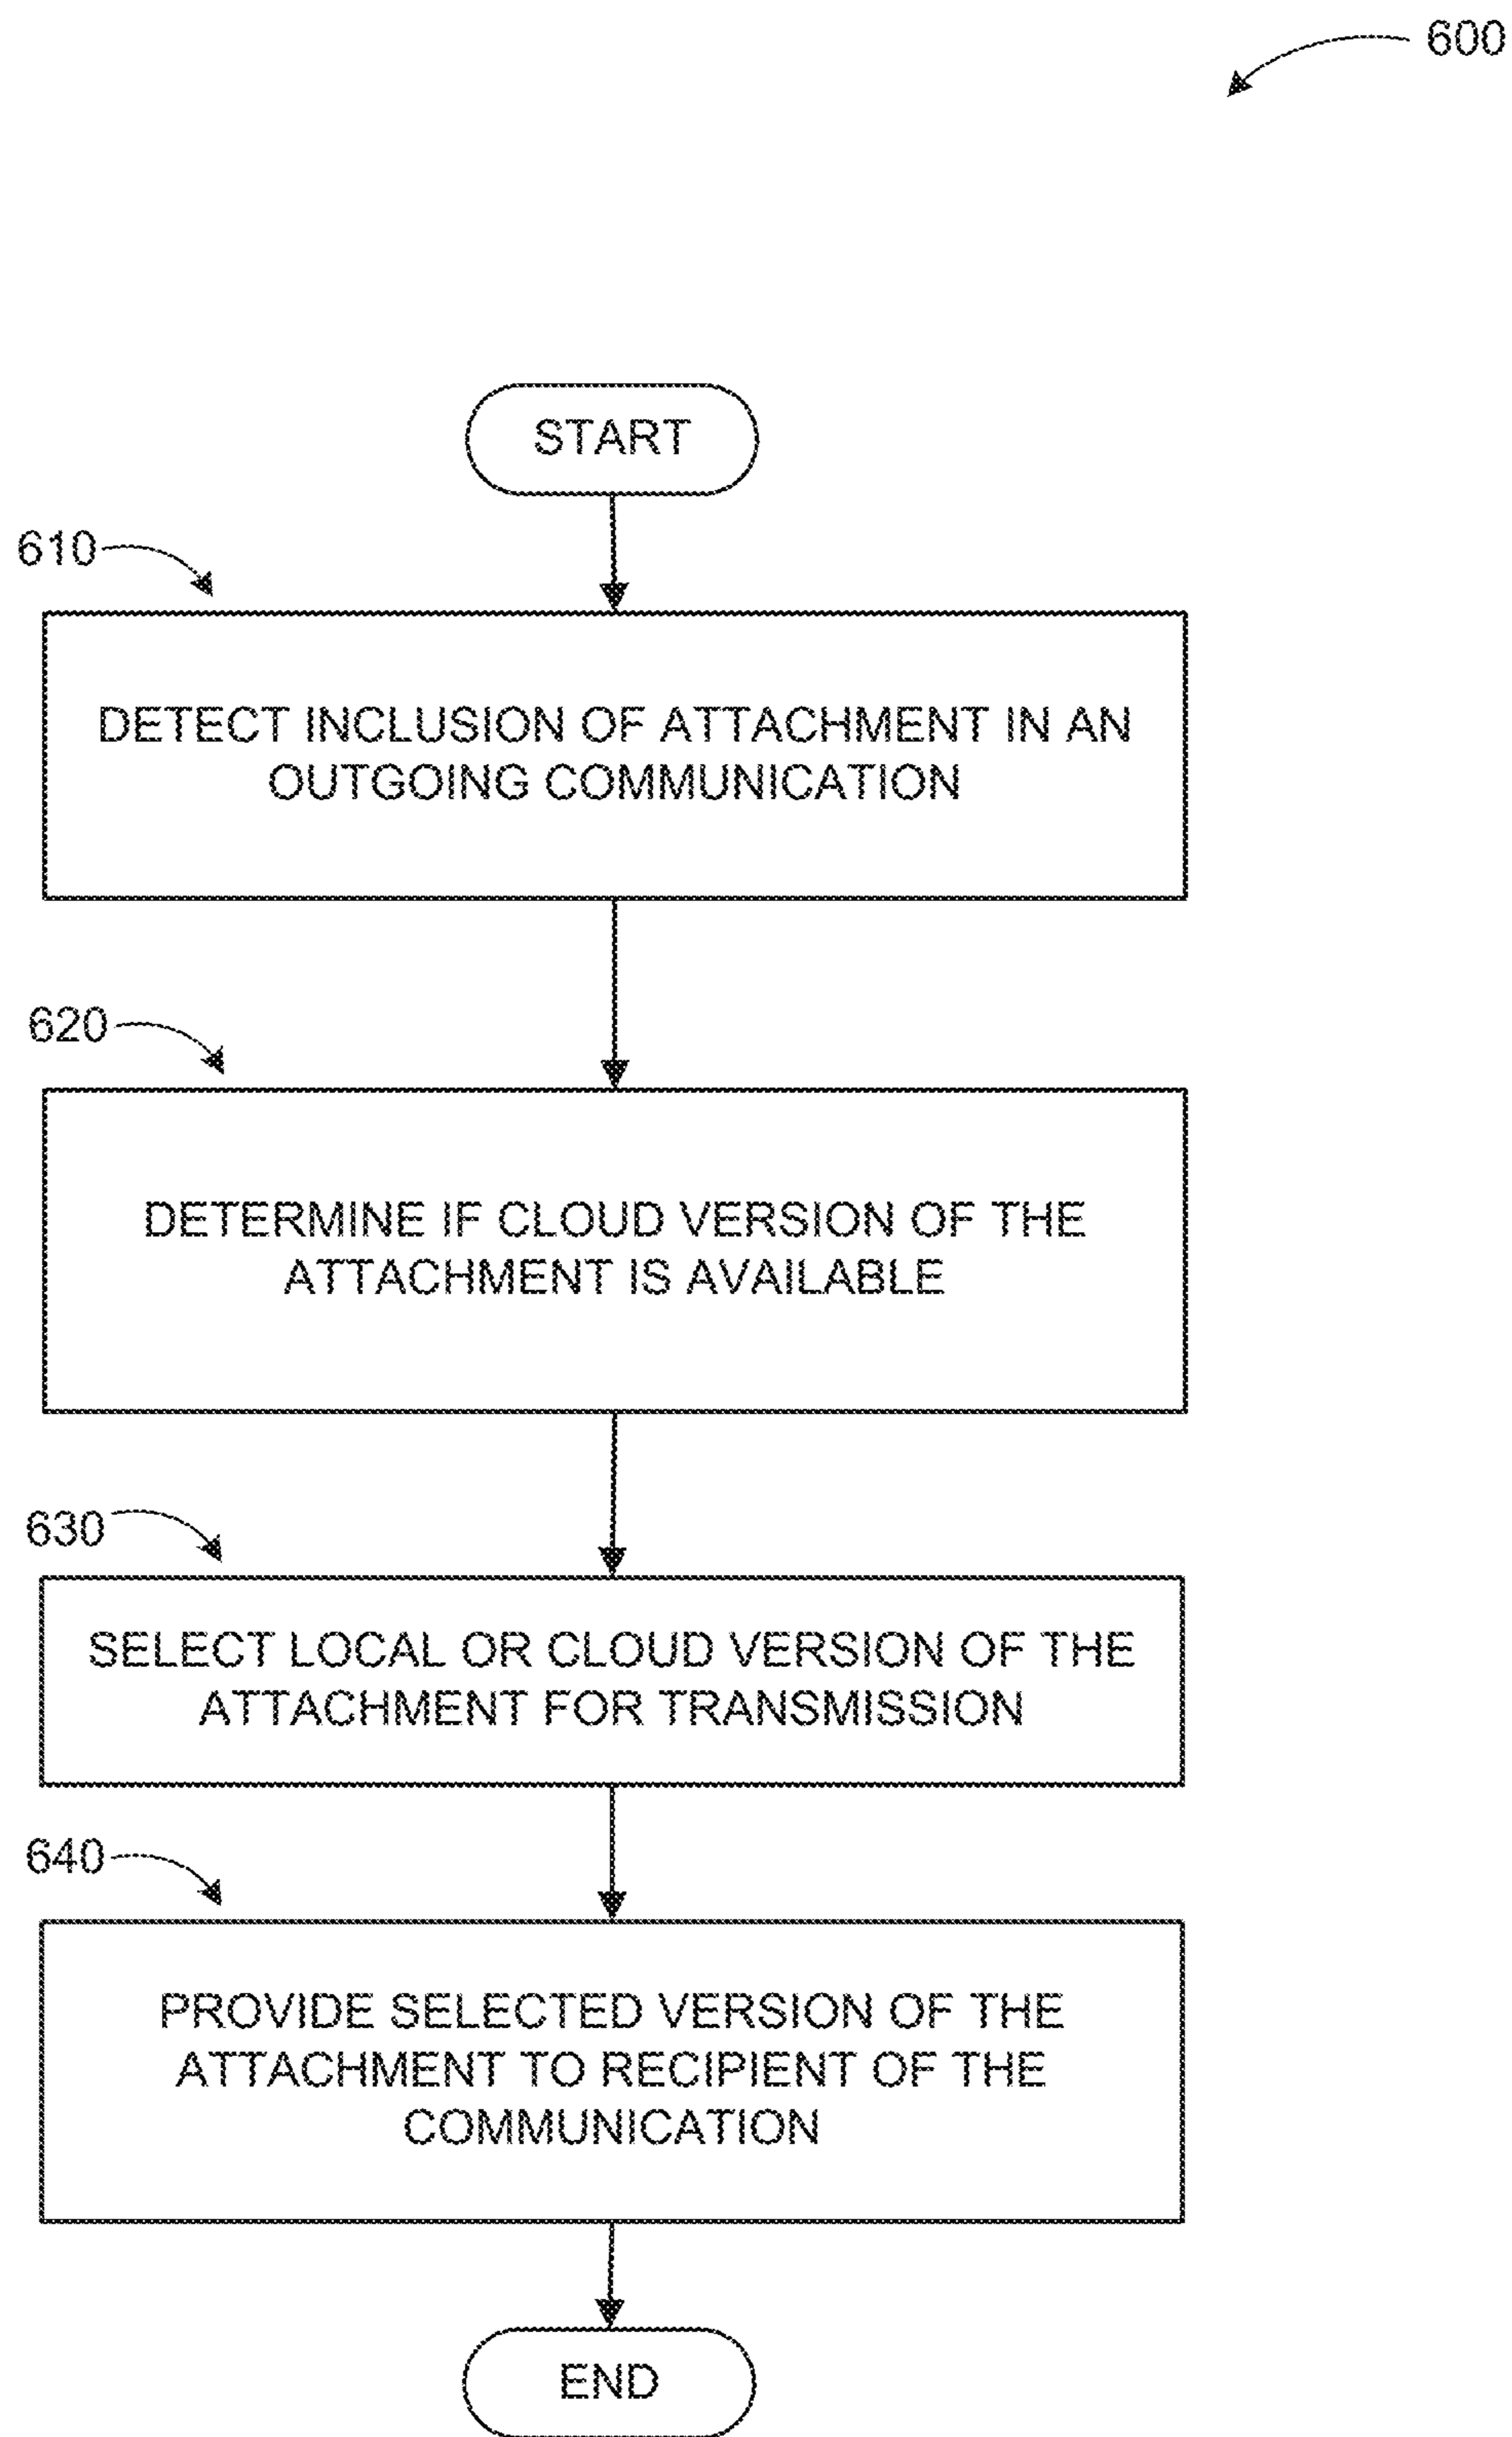 600
START
610
DETECT INCLUSION OF ATTACHMENT IN AN
OUTGOING COMMUNICATION
620
DETERMINE IF CLOUD VERSION OF THE
ATTACHMENT IS AVAILABLE
630
SELECT LOCAL OR CLOUD VERSION OF THE
ATTACHMENT FOR TRANSMISSION
640
PROVIDE SELECTED VERSION OF THE
ATTACHMENT TO RECIPIENT OF THE
COMMUNICATION
END